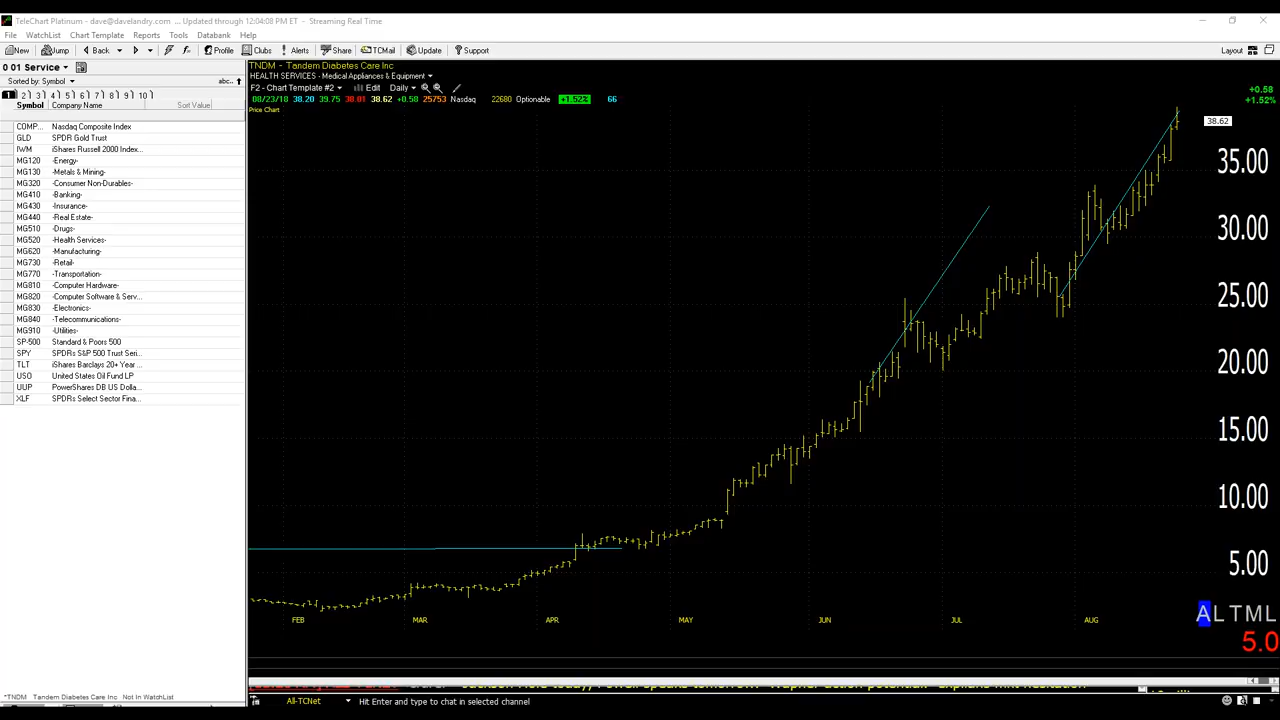 TeleChart Platinum - dave@davelandry.com ... Updated through 12:04:08 PM ET - Streaming Real Time
File WatchList Chart Template Reports Tools Databank Help
New Jump Back Profile Clubs Alerts Share TCMail Update Support Layout
0 01 Service
Sorted by: Symbol abc..
1 2 3 4 5 6 7 8 9 10
Symbol Company Name Sort Value
COMP... Nasdaq Composite Index
GLD SPDR Gold Trust
IWM iShares Russell 2000 Index...
MG120 -Energy-
MG130 -Metals & Mining-
MG320 -Consumer Non-Durables-
MG410 -Banking-
MG430 -Insurance-
MG440 -Real Estate-
MG510 -Drugs-
MG520 -Health Services-
MG620 -Manufacturing-
MG730 -Retail-
MG770 -Transportation-
MG810 -Computer Hardware-
MG820 -Computer Software & Serv...
MG830 -Electronics-
MG840 -Telecommunications-
MG910 -Utilities-
SP-500 Standard & Poors 500
SPY SPDRs S&P 500 Trust Seri...
TLT iShares Barclays 20+ Year ...
USO United States Oil Fund LP
UUP PowerShares DB US Dolla...
XLF SPDRs Select Sector Fina...
*TNDM Tandem Diabetes Care Inc Not In WatchList
TNDM - Tandem Diabetes Care Inc
HEALTH SERVICES - Medical Appliances & Equipment
F2 - Chart Template #2 Edit Daily
08/23/18 38.20 39.75 38.01 38.62 +0.58 25753 Nasdaq 22680 Optionable +1.52% 66
Price Chart
+0.58
+1.52%
38.62
35.00
30.00
25.00
20.00
15.00
10.00
5.00
FEB MAR APR MAY JUN JUL AUG
ALTML
5.0
All-TCNet Hit Enter and type to chat in selected channel